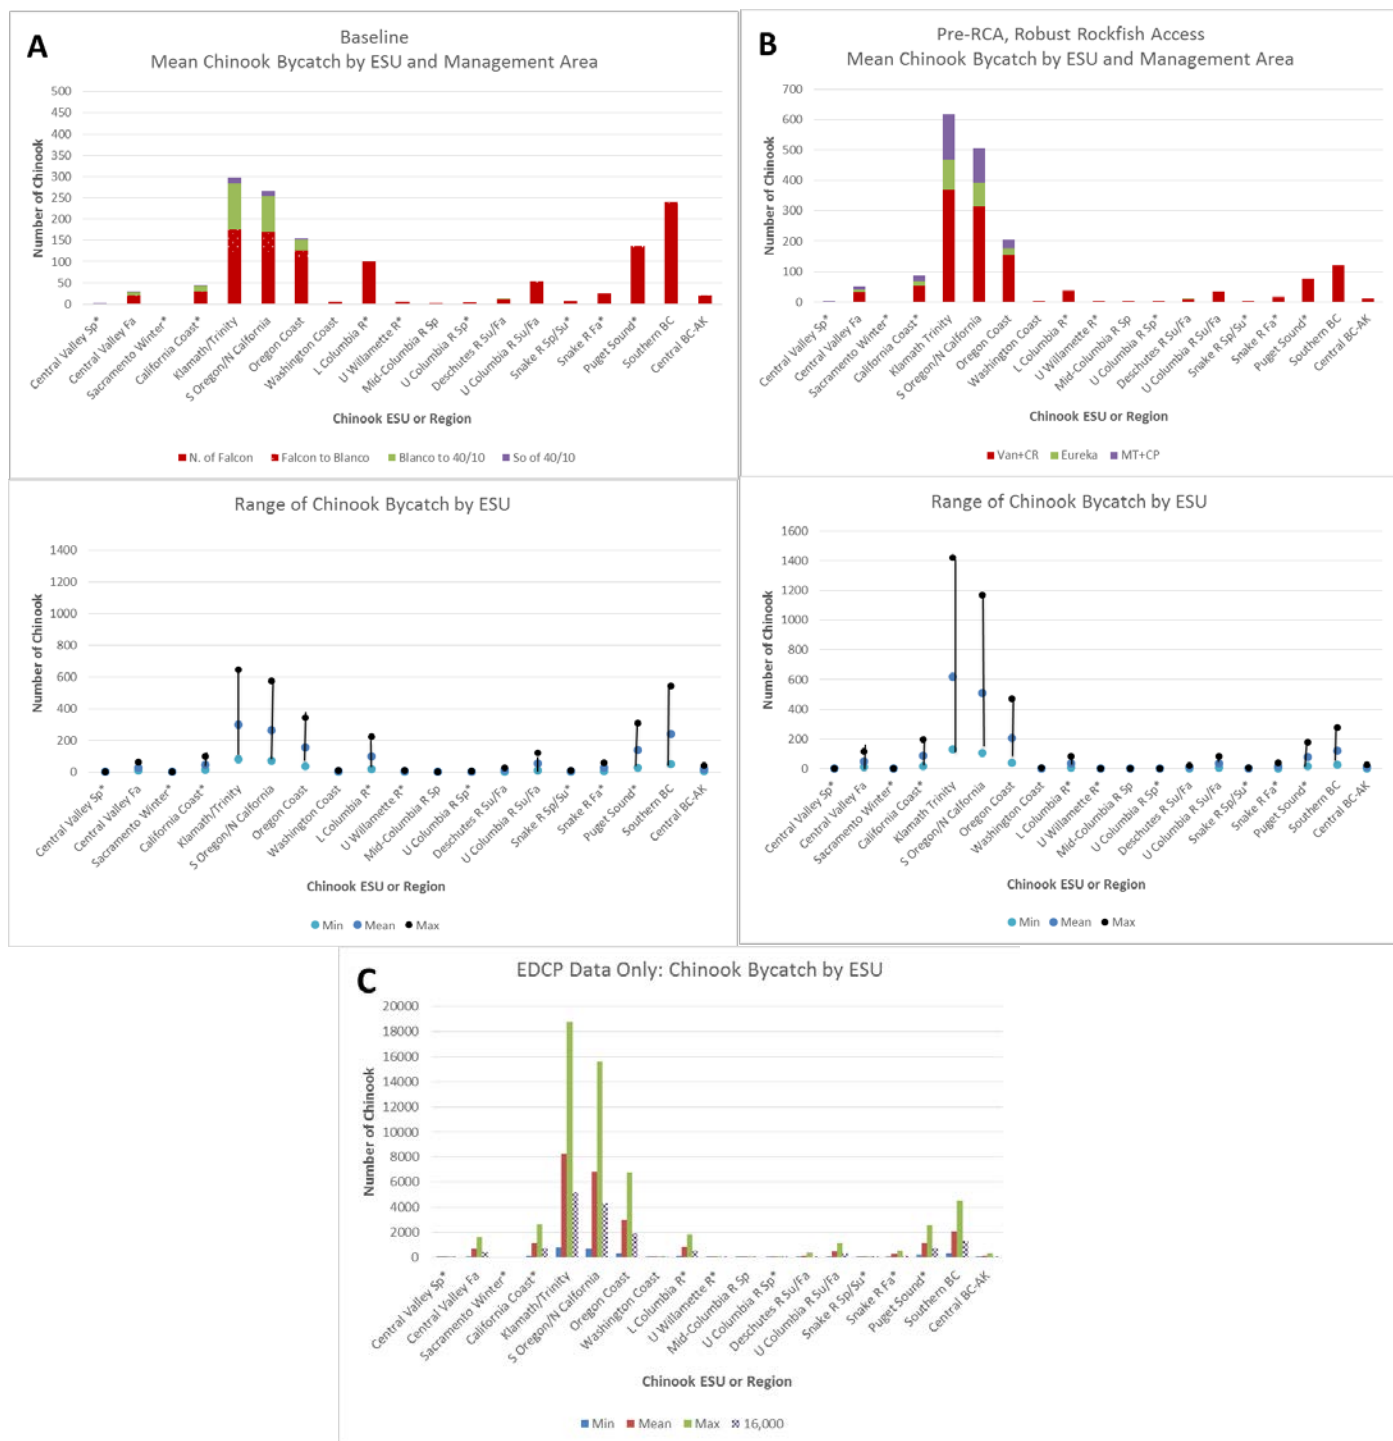 A
Baseline
Mean Chinook Bycatch by ESU and Management Area
Number of Chinook
500
450
400
350
300
250
200
150
100
50
0
Central Valley Sp*
Central Valley Fa
Sacramento Winter*
California Coast*
Klamath/Trinity
S Oregon/N California
Oregon Coast
Washington Coast
L Columbia R*
U Willamette R*
Mid-Columbia R Sp
U Columbia R Sp*
Deschutes R Su/Fa
U Columbia R Su/Fa
Snake R Sp/Su*
Snake R Fa*
Puget Sound*
Southern BC
Central BC-AK
Chinook ESU or Region
N. of Falcon
Falcon to Blanco
Blanco to 40/10
So of 40/10
B
Pre-RCA, Robust Rockfish Access
Mean Chinook Bycatch by ESU and Management Area
Number of Chinook
700
600
500
400
300
200
100
0
Central Valley Sp*
Central Valley Fa
Sacramento Winter*
California Coast*
Klamath Trinity
S Oregon/N California
Oregon Coast
Washington Coast
L Columbia R*
U Willamette R*
Mid-Columbia R Sp
U Columbia R Sp*
Deschutes R Su/Fa
U Columbia R Su/Fa
Snake R Sp/Su*
Snake R Fa*
Puget Sound*
Southern BC
Central BC-AK
Chinook ESU or Region
Van+CR
Eureka
MT+CP
Range of Chinook Bycatch by ESU
Number of Chinook
1400
1200
1000
800
600
400
200
0
Central Valley Sp*
Central Valley Fa
Sacramento Winter*
California Coast*
Klamath/Trinity
S Oregon/N California
Oregon Coast
Washington Coast
L Columbia R*
U Willamette R*
Mid-Columbia R Sp
U Columbia R Sp*
Deschutes R Su/Fa
U Columbia R Su/Fa
Snake R Sp/Su*
Snake R Fa*
Puget Sound*
Southern BC
Central BC-AK
Chinook ESU or Region
Min
Mean
Max
Range of Chinook Bycatch by ESU
Number of Chinook
1600
1400
1200
1000
800
600
400
200
0
Central Valley Sp*
Central Valley Fa
Sacramento Winter*
California Coast*
Klamath Trinity
S Oregon/N California
Oregon Coast
Washington Coast
L Columbia R*
U Willamette R*
Mid-Columbia R Sp
U Columbia R Sp*
Deschutes R Su/Fa
U Columbia R Su/Fa
Snake R Sp/Su*
Snake R Fa*
Puget Sound*
Southern BC
Central BC-AK
Chinook ESU or Region
Min
Mean
Max
C
EDCP Data Only: Chinook Bycatch by ESU
Number of Chinook
20000
18000
16000
14000
12000
10000
8000
6000
4000
2000
0
Central Valley Sp*
Central Valley Fa
Sacramento Winter*
California Coast*
Klamath/Trinity
S Oregon/N California
Oregon Coast
Washington Coast
L Columbia R*
U Willamette R*
Mid-Columbia R Sp
U Columbia R Sp*
Deschutes R Su/Fa
U Columbia R Su/Fa
Snake R Sp/Su*
Snake R Fa*
Puget Sound*
Southern BC
Central BC-AK
Chinook ESU or Region
Min
Mean
Max
16,000